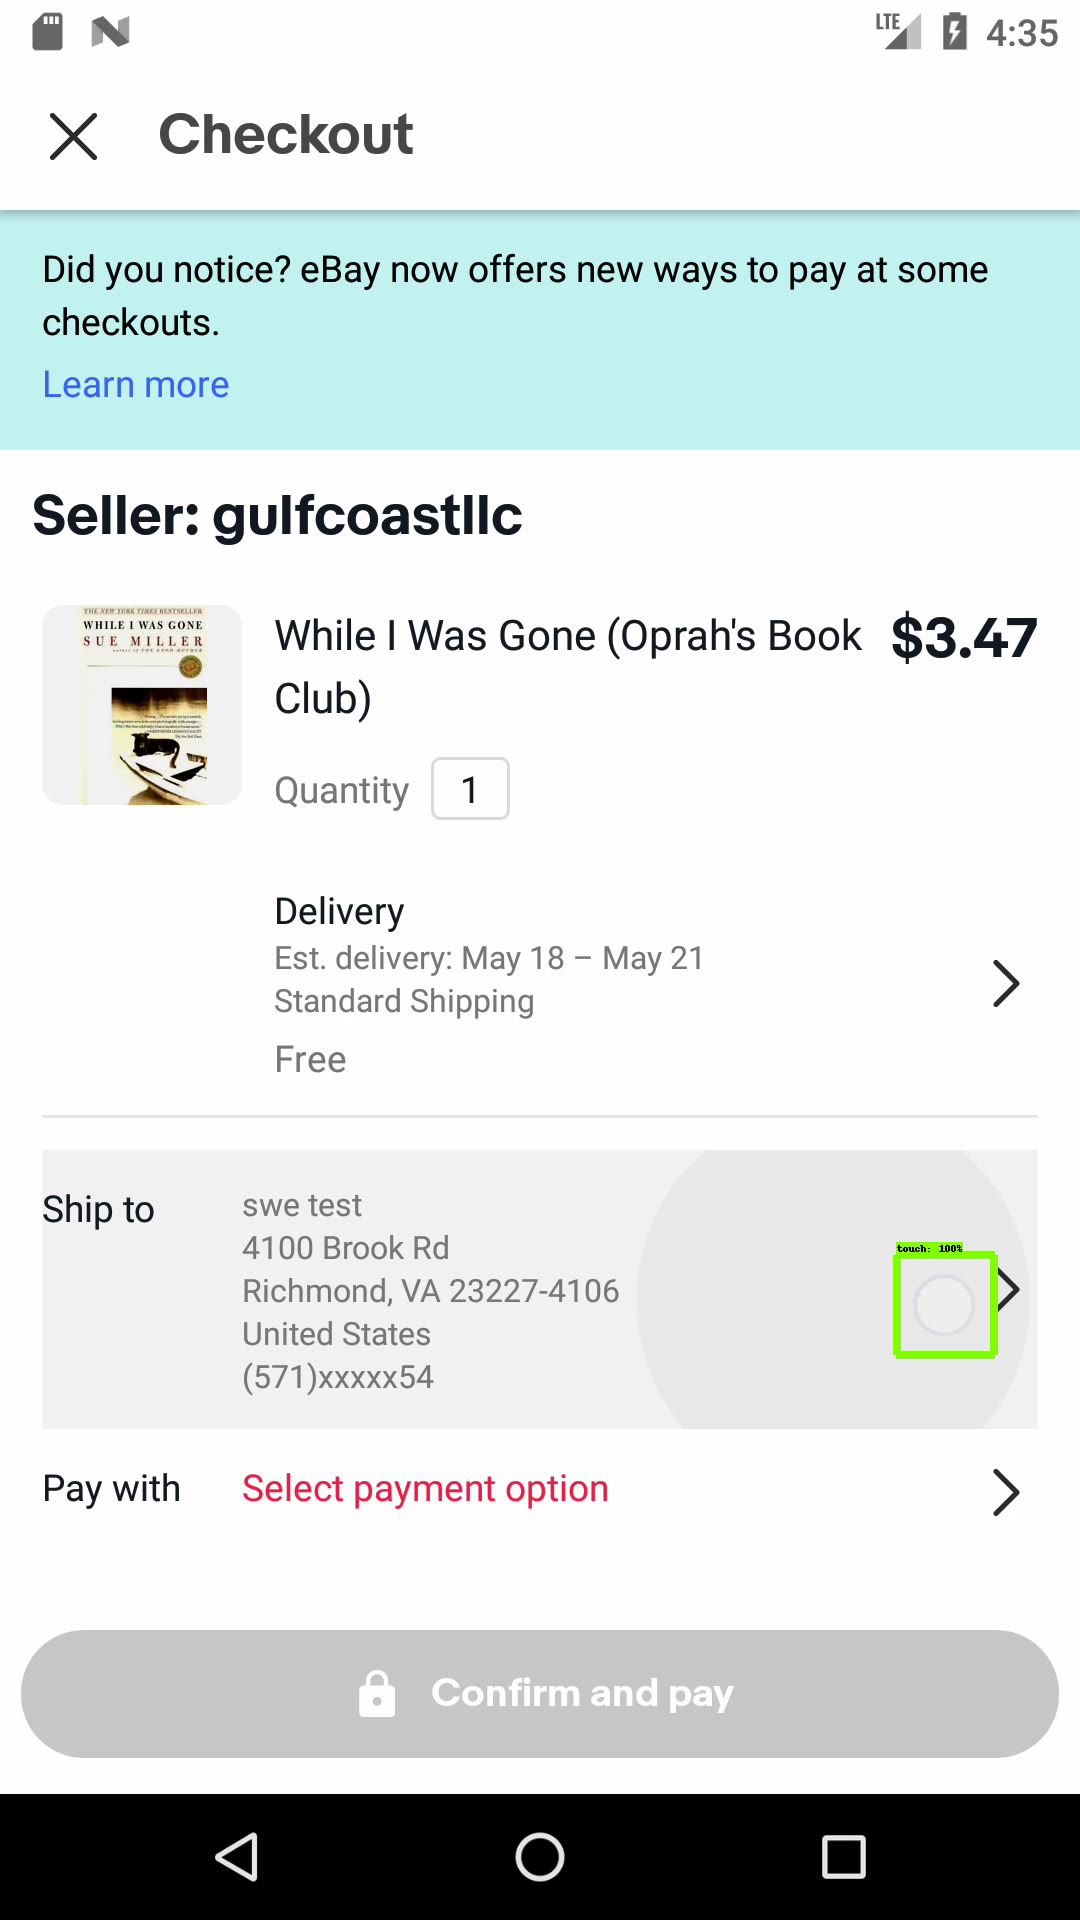 LTE 4:35
Checkout
Did you notice? eBay now offers new ways to pay at some
checkouts.
Learn more
Seller: gulfcoastllc
THE NEW YORK TIMES BESTSELLER
WHILE I WAS GONE
SUE MILLER
While I Was Gone (Oprah's Book
Club)
$3.47
Quantity 1
Delivery
Est. delivery: May 18 – May 21
Standard Shipping
Free
Ship to
swe test
4100 Brook Rd
Richmond, VA 23227-4106
United States
(571)xxxxx54
touch: 100%
Pay with Select payment option
Confirm and pay